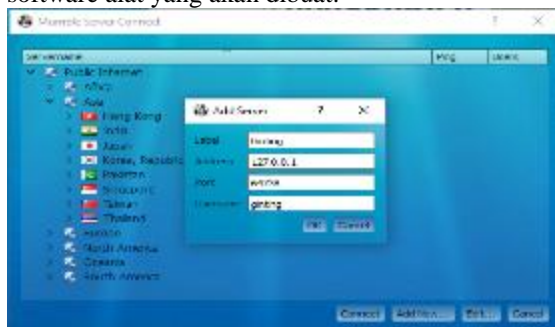 software alat yang akan dibuat.
Mumble Server Connect
Servername
Ping
Users
Public Internet
Africa
Asia
Hong Kong
India
Japan
Korea, Republic
Pakistan
Singapore
Taiwan
Thailand
Europe
North America
Oceania
South America
Add Server
Label
Address
127.0.0.1
Port
Username
ginting
OK
Cancel
Connect
Add New...
Edit...
Cancel